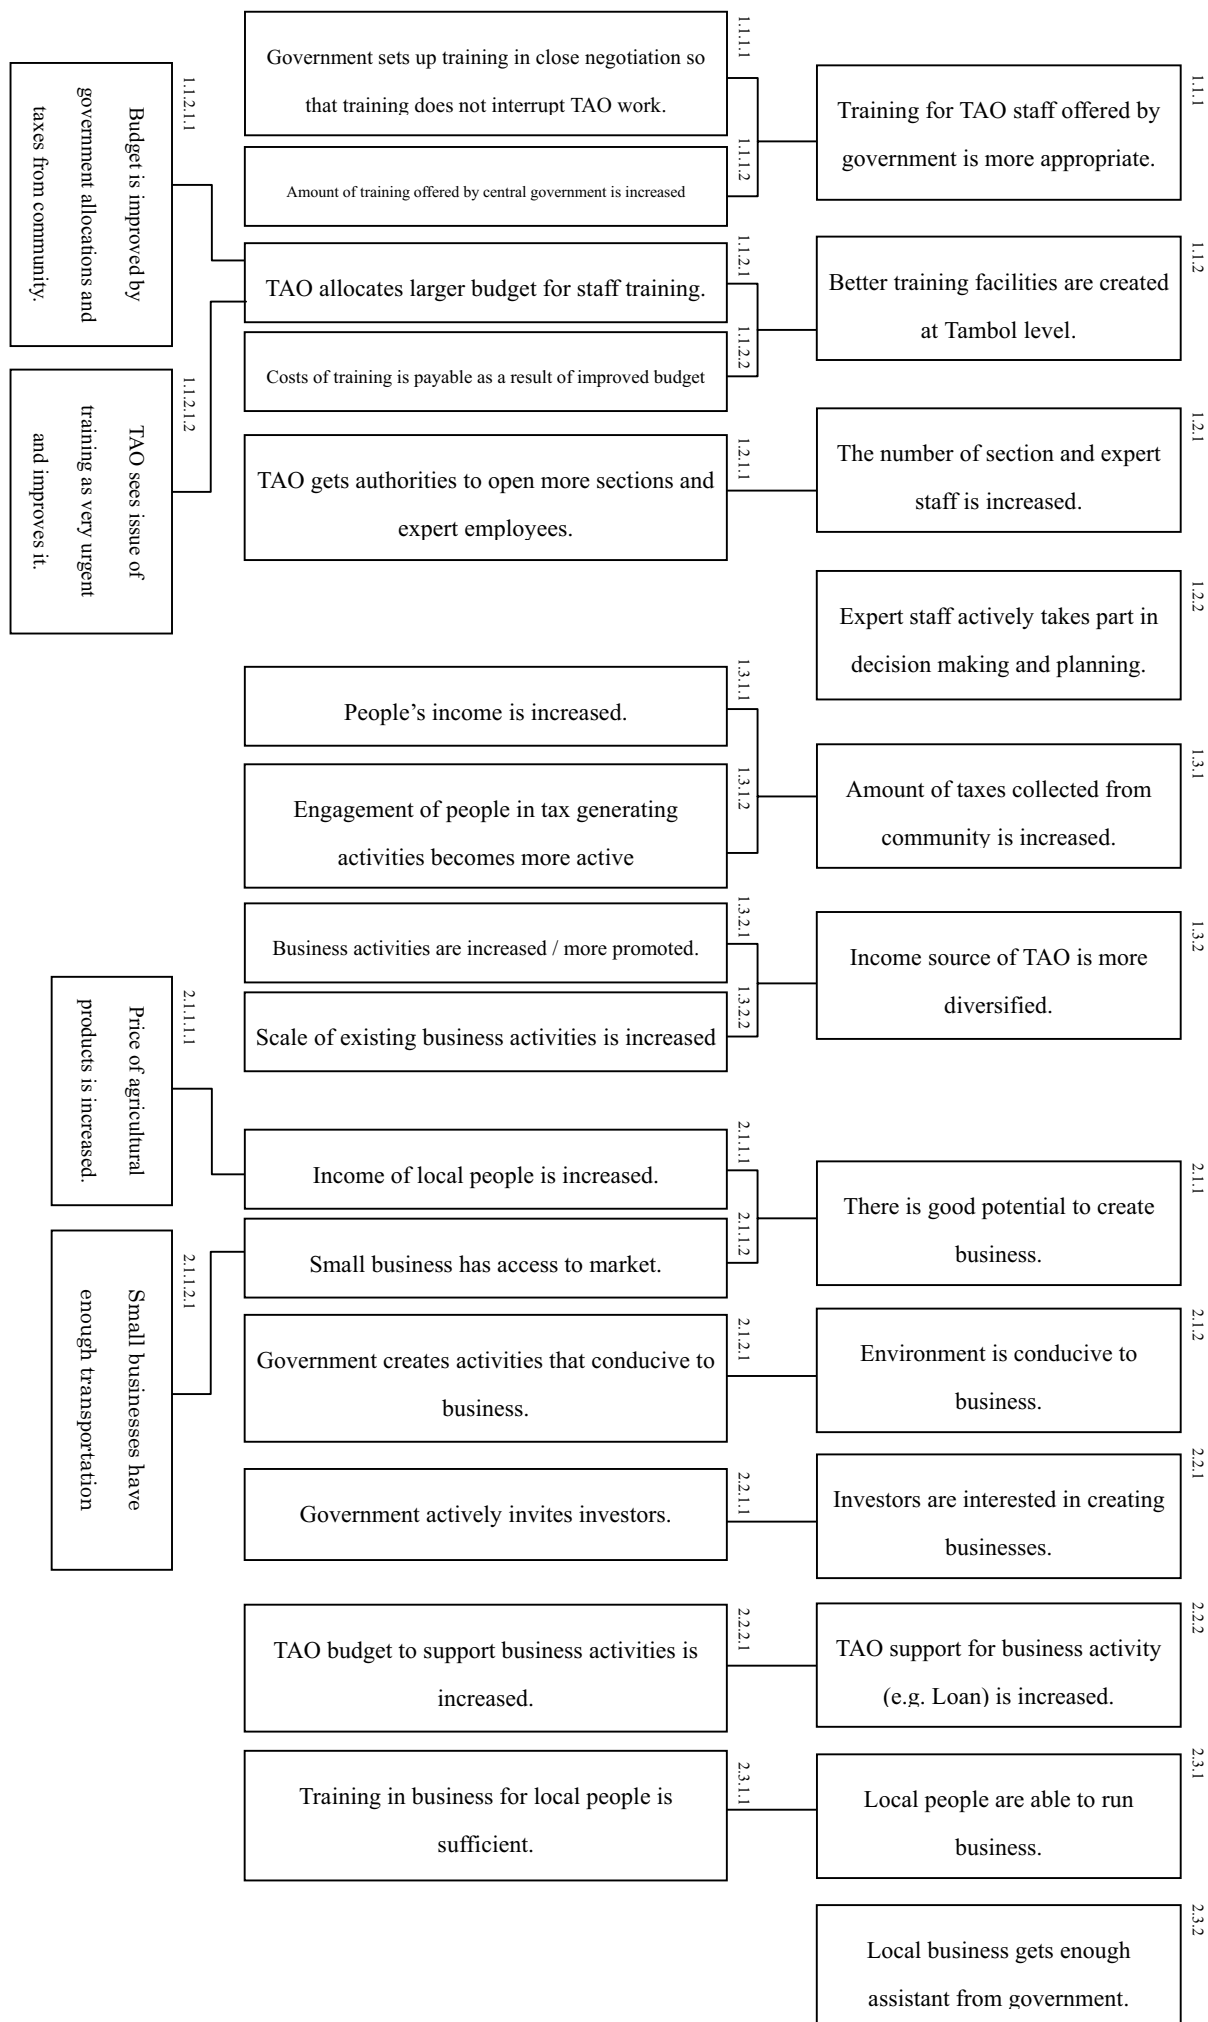 1.1.1
Training for TAO staff offered by
government is more appropriate.
1.1.1.1
Government sets up training in close negotiation so
that training does not interrupt TAO work.
1.1.1.2
Amount of training offered by central government is increased
1.1.2
Better training facilities are created
at Tambol level.
1.1.2.1
TAO allocates larger budget for staff training.
1.1.2.2
Costs of training is payable as a result of improved budget
1.1.2.1.1
Budget is improved by
government allocations and
taxes from community.
1.1.2.1.2
TAO sees issue of
training as very urgent
and improves it.
1.2.1
The number of section and expert
staff is increased.
1.2.1.1
TAO gets authorities to open more sections and
expert employees.
1.2.2
Expert staff actively takes part in
decision making and planning.
1.3.1
Amount of taxes collected from
community is increased.
1.3.1.1
People’s income is increased.
1.3.1.2
Engagement of people in tax generating
activities becomes more active
1.3.2
Income source of TAO is more
diversified.
1.3.2.1
Business activities are increased / more promoted.
1.3.2.2
Scale of existing business activities is increased
2.1.1
There is good potential to create
business.
2.1.1.1
Income of local people is increased.
2.1.1.2
Small business has access to market.
2.1.1.1.1
Price of agricultural
products is increased.
2.1.1.2.1
Small businesses have
enough transportation
2.1.2
Environment is conducive to
business.
2.1.2.1
Government creates activities that conducive to
business.
2.2.1
Investors are interested in creating
businesses.
2.2.1.1
Government actively invites investors.
2.2.2
TAO support for business activity
(e.g. Loan) is increased.
2.2.2.1
TAO budget to support business activities is
increased.
2.3.1
Local people are able to run
business.
2.3.1.1
Training in business for local people is
sufficient.
2.3.2
Local business gets enough
assistant from government.